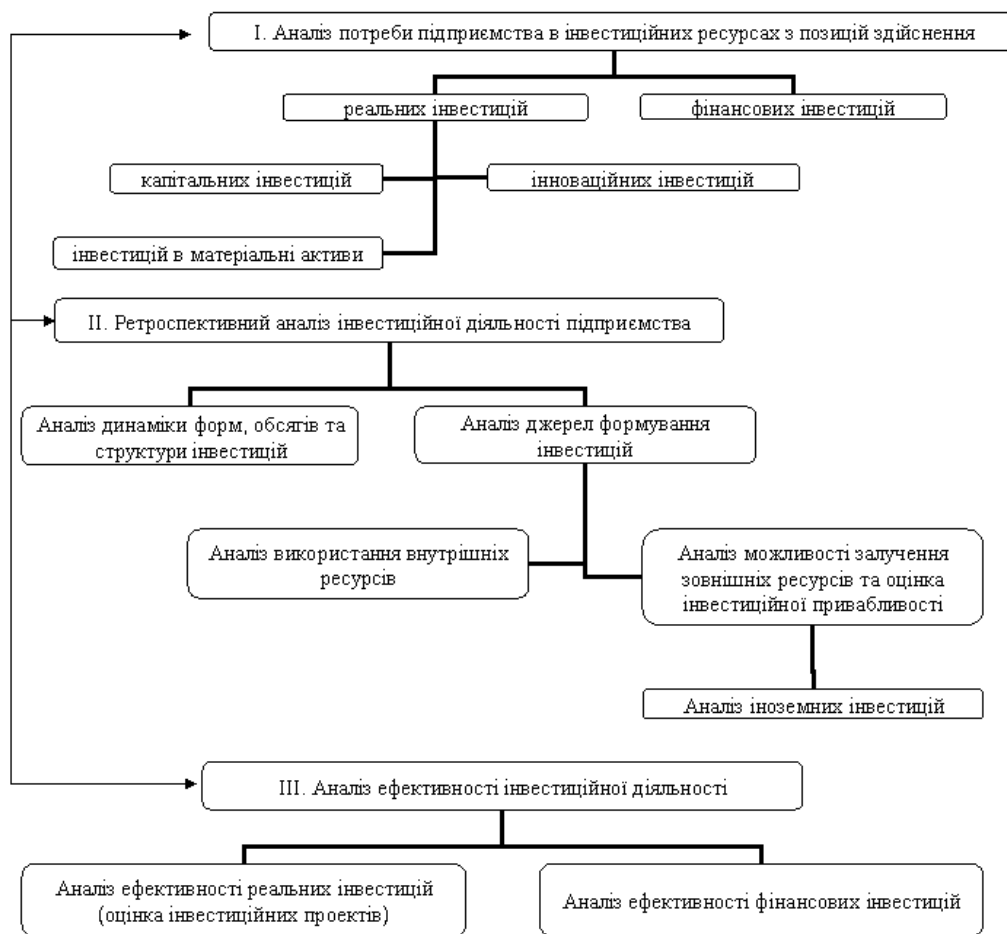 I. Аналіз потреби підприємства в інвестиційних ресурсах з позицій здійснення
реальних інвестицій
фінансових інвестицій
капітальних інвестицій
інноваційних інвестицій
інвестицій в матеріальні активи
II. Ретроспективний аналіз інвестиційної діяльності підприємства
Аналіз динаміки форм, обсягів та
структури інвестицій
Аналіз джерел формування
інвестицій
Аналіз використання внутрішніх
ресурсів
Аналіз можливості залучення
зовнішніх ресурсів та оцінка
інвестиційної привабливості
Аналіз іноземних інвестицій
III. Аналіз ефективності інвестиційної діяльності
Аналіз ефективності реальних інвестицій
(оцінка інвестиційних проектів)
Аналіз ефективності фінансових інвестицій